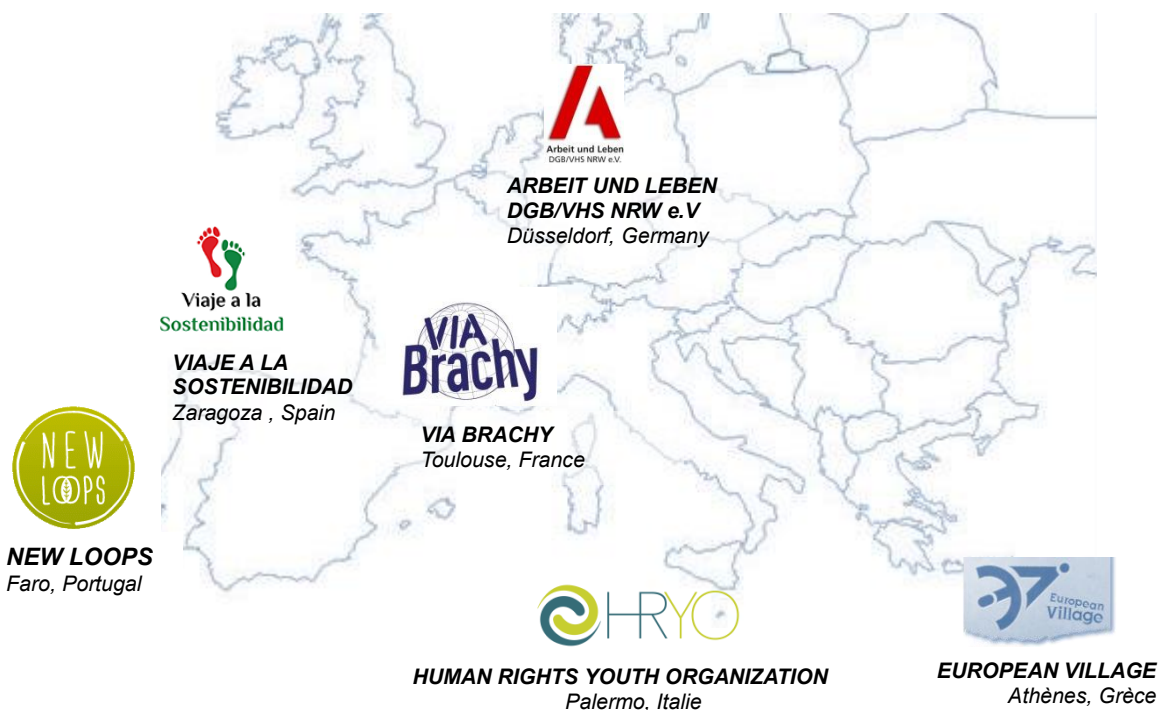 Arbeit und Leben
DGB/VHS NRW e.V.
ARBEIT UND LEBEN
DGB/VHS NRW e.V
Düsseldorf, Germany
Viaje a la
Sostenibilidad
VIAJE A LA
SOSTENIBILIDAD
Zaragoza , Spain
VIA
Brachy
VIA BRACHY
Toulouse, France
NEW
LOOPS
NEW LOOPS
Faro, Portugal
HRYO
HUMAN RIGHTS YOUTH ORGANIZATION
Palermo, Italie
European
Village
EUROPEAN VILLAGE
Athènes, Grèce